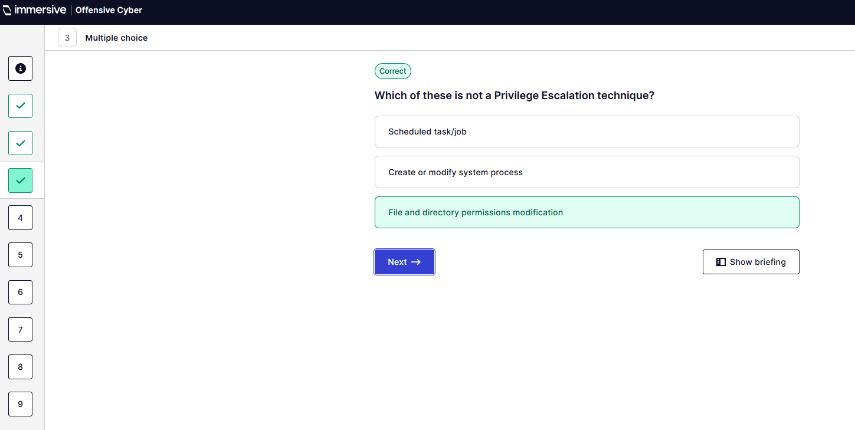 immersive | Offensive Cyber
3 Multiple choice
Correct
Which of these is not a Privilege Escalation technique?
Scheduled task/job
Create or modify system process
File and directory permissions modification
Next →
Show briefing
4
5
6
7
8
9